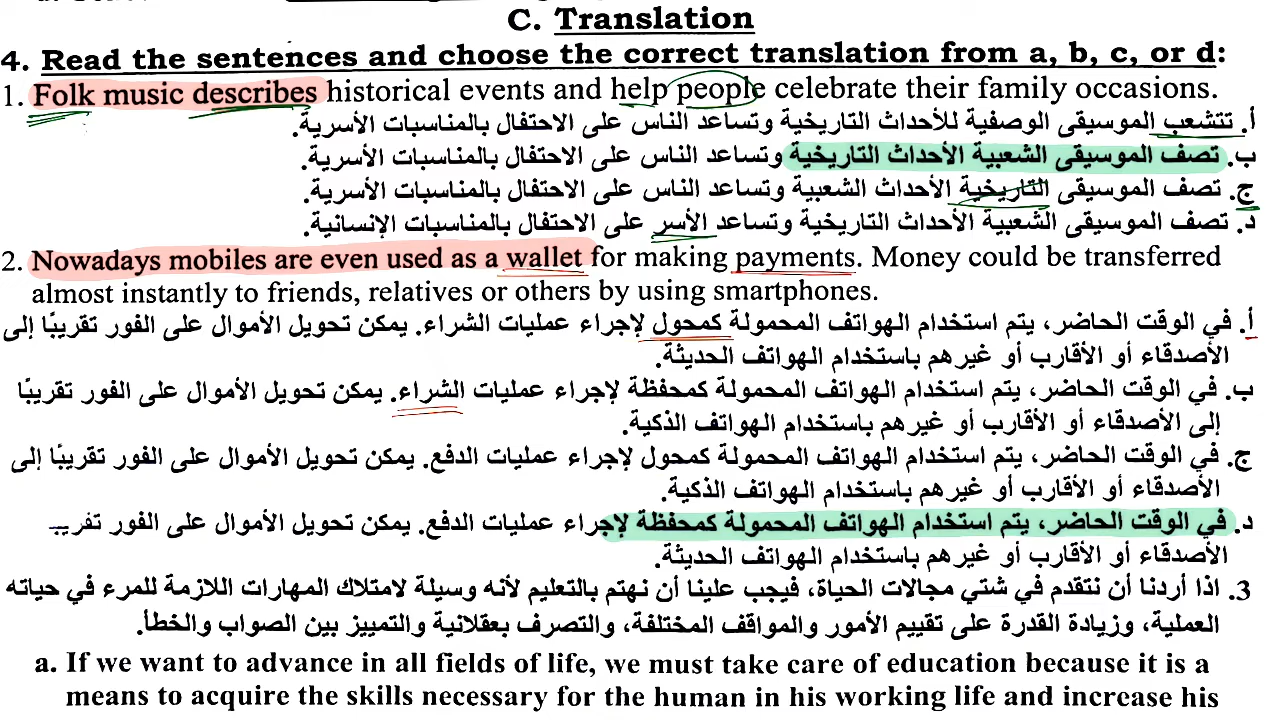 C. Translation
4. Read the sentences and choose the correct translation from a, b, c, or d:
1. Folk music describes historical events and help people celebrate their family occasions.
أ. تتشعب الموسيقى الوصفية للأحداث التاريخية وتساعد الناس على الاحتفال بالمناسبات الأسرية.
ب. تصف الموسيقى الشعبية الأحداث التاريخية وتساعد الناس على الاحتفال بالمناسبات الأسرية.
ج. تصف الموسيقى التاريخية الأحداث الشعبية وتساعد الناس على الاحتفال بالمناسبات الأسرية.
د. تصف الموسيقى الشعبية الأحداث التاريخية وتساعد الأسر على الاحتفال بالمناسبات الإنسانية.
2. Nowadays mobiles are even used as a wallet for making payments. Money could be transferred
almost instantly to friends, relatives or others by using smartphones.
أ. في الوقت الحاضر، يتم استخدام الهواتف المحمولة كمحول لإجراء عمليات الشراء. يمكن تحويل الأموال على الفور تقريبًا إلى
الأصدقاء أو الأقارب أو غيرهم باستخدام الهواتف الحديثة.
ب. في الوقت الحاضر، يتم استخدام الهواتف المحمولة كمحفظة لإجراء عمليات الشراء. يمكن تحويل الأموال على الفور تقريبًا
إلى الأصدقاء أو الأقارب أو غيرهم باستخدام الهواتف الذكية.
ج. في الوقت الحاضر، يتم استخدام الهواتف المحمولة كمحول لإجراء عمليات الدفع. يمكن تحويل الأموال على الفور تقريبًا إلى
الأصدقاء أو الأقارب أو غيرهم باستخدام الهواتف الذكية.
د. في الوقت الحاضر، يتم استخدام الهواتف المحمولة كمحفظة لإجراء عمليات الدفع. يمكن تحويل الأموال على الفور
الأصدقاء أو الأقارب أو غيرهم باستخدام الهواتف الحديثة.
3. اذا أردنا أن نتقدم في شتي مجالات الحياة، فيجب علينا أن نهتم بالتعليم لأنه وسيلة لامتلاك المهارات اللازمة للمرء في حياته
العملية، وزيادة القدرة على تقييم الأمور والمواقف المختلفة، والتصرف بعقلانية والتمييز بين الصواب والخطأ.
a. If we want to advance in all fields of life, we must take care of education because it is a
means to acquire the skills necessary for the human in his working life and increase his